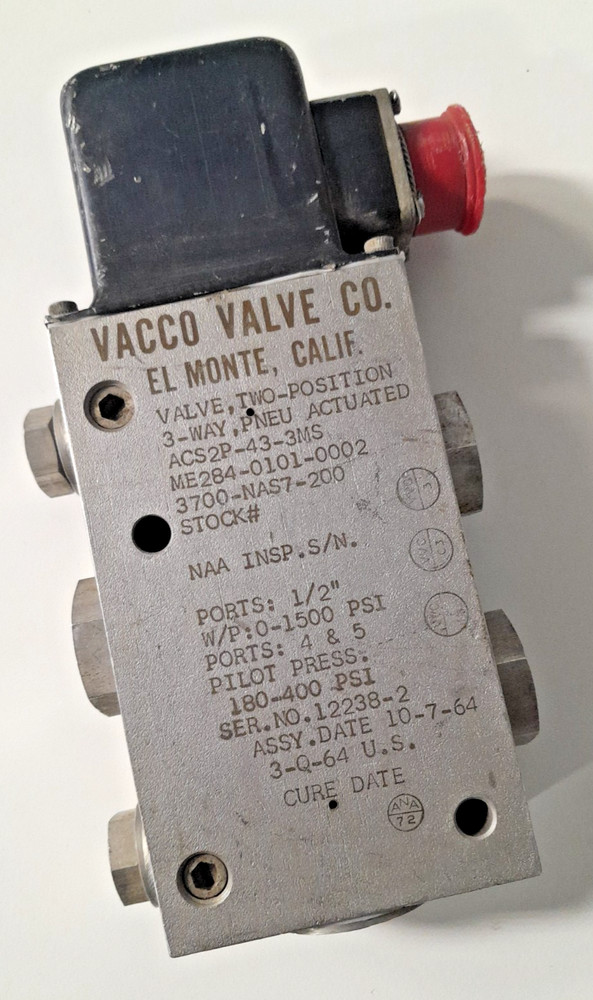 VACCO VALVE CO.
EL MONTE, CALIF.
VALVE,TWO-POSITION
3-WAY,PNEU ACTUATED
ACS2P-43-3MS
ME284-0101-0002
3700-NAS7-200
STOCK#
NAA INSP.S/N.
PORTS: 1/2"
W/P:0-1500 PSI
PORTS: 4 & 5
PILOT PRESS:
180-400 PSI
SER.NO.12238-2
ASSY.DATE 10-7-64
3-Q-64 U.S.
CURE DATE
ANA
72